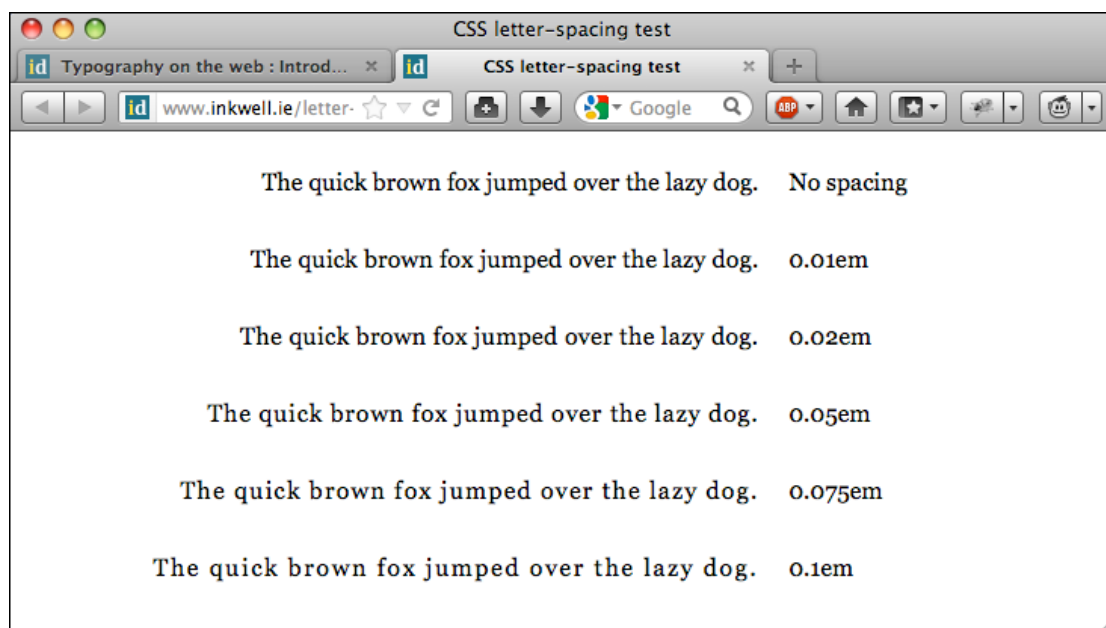 CSS letter-spacing test
id Typography on the web : Introd... id CSS letter-spacing test
id www.inkwell.ie/letter- Google ABP
The quick brown fox jumped over the lazy dog. No spacing
The quick brown fox jumped over the lazy dog. 0.01em
The quick brown fox jumped over the lazy dog. 0.02em
The quick brown fox jumped over the lazy dog. 0.05em
The quick brown fox jumped over the lazy dog. 0.075em
The quick brown fox jumped over the lazy dog. 0.1em